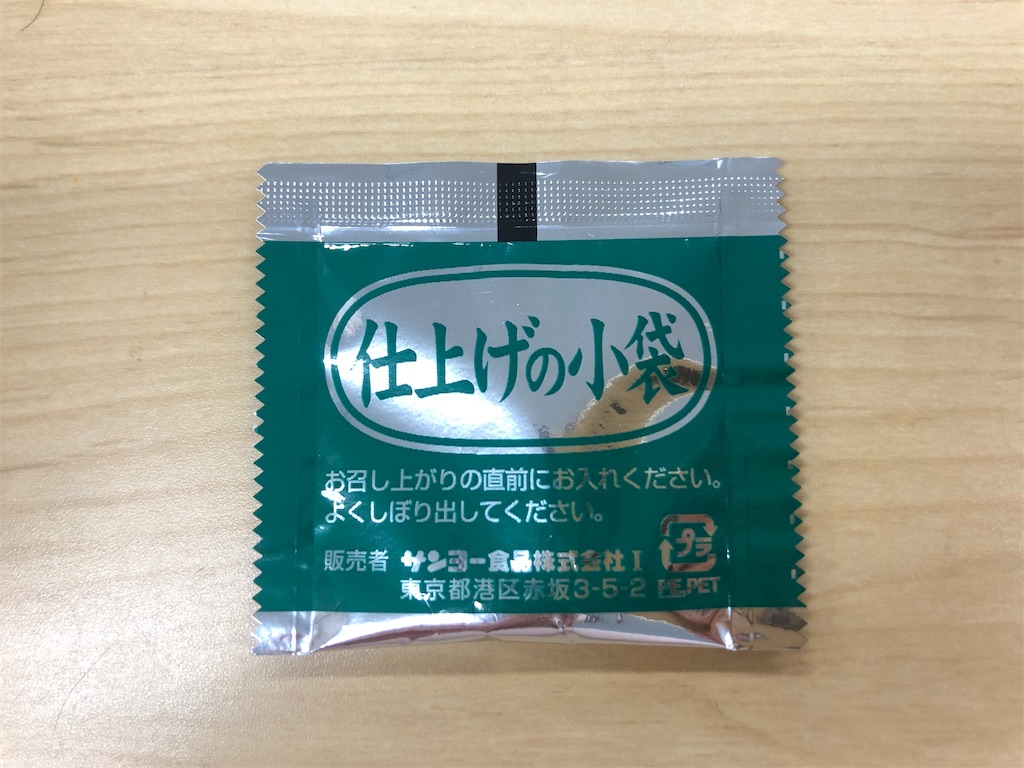 仕上げの小袋
お召し上がりの直前にお入れください。
よくしぼり出してください。
販売者 サンヨー食品株式会社 I
東京都港区赤坂3-5-2
プラ
PE,PET